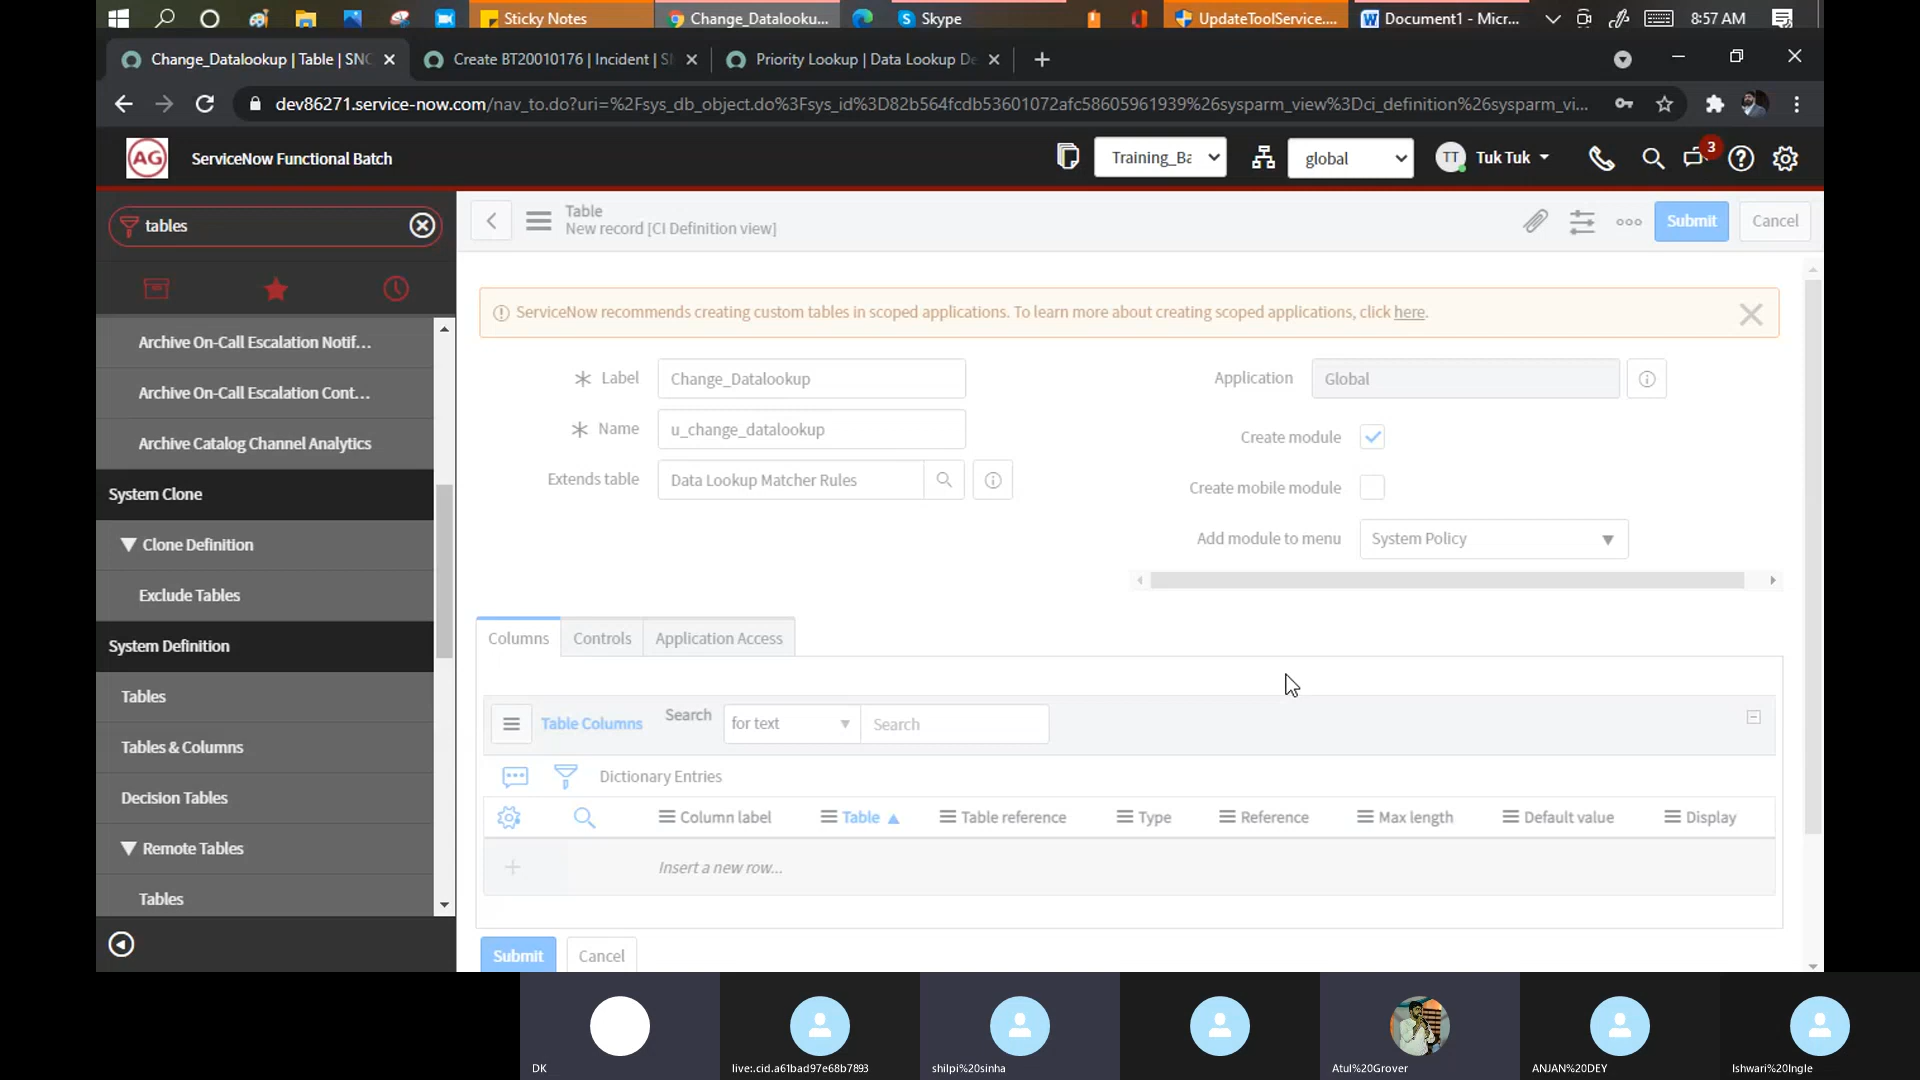 Sticky Notes
Change_Datalooku...
Skype
UpdateToolService....
Document1 - Micr...
8:57 AM
Change_Datalookup | Table | SNC
Create BT20010176 | Incident | S
Priority Lookup | Data Lookup De
dev86271.service-now.com/nav_to.do?uri=%2Fsys_db_object.do%3Fsys_id%3D82b564fcdb53601072afc58605961939%26sysparm_view%3Dci_definition%26sysparm_vi...
AG
ServiceNow Functional Batch
Training_Ba
global
TT
Tuk Tuk
3
tables
Table
New record [CI Definition view]
Submit
Cancel
Archive On-Call Escalation Notif...
Archive On-Call Escalation Cont...
Archive Catalog Channel Analytics
System Clone
Clone Definition
Exclude Tables
System Definition
Tables
Tables & Columns
Decision Tables
Remote Tables
Tables
ServiceNow recommends creating custom tables in scoped applications. To learn more about creating scoped applications, click here.
Label
Change_Datalookup
Application
Global
Name
u_change_datalookup
Create module
Extends table
Data Lookup Matcher Rules
Create mobile module
Add module to menu
System Policy
Columns
Controls
Application Access
Table Columns
Search
for text
Search
Dictionary Entries
Column label
Table
Table reference
Type
Reference
Max length
Default value
Display
Insert a new row...
Submit
Cancel
DK
live:.cid.a61bad97e68b7893
shilpi%20sinha
Atul%20Grover
ANJAN%20DEY
Ishwari%20Ingle